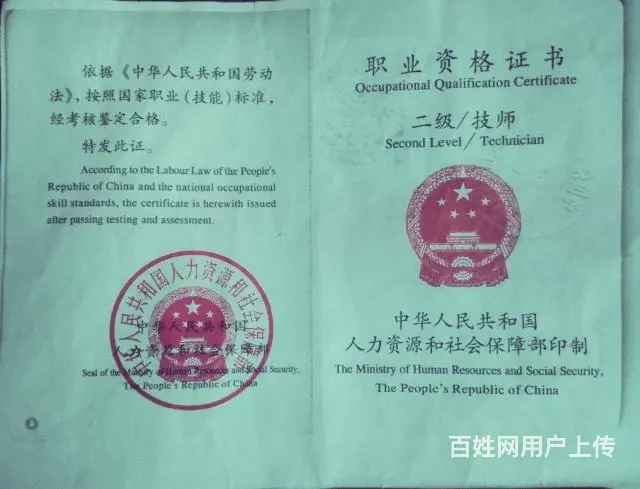 依据《中华人民共和国劳动
法》，按照国家职业（技能）标准，
经考核鉴定合格。
特发此证。
According to the Labour Law of the People's
Republic of China and the national occupational
skill standards, the certificate is herewith issued
after passing testing and assessment.
中华人民共和国人力资源和社会保障部
中华人民共和国
人力资源和社会保障部
Seal of the Ministry of Human Resources and Social Security,
The People's Republic of China
职业资格证书
Occupational Qualification Certificate
二级/技师
Second Level / Technician
中华人民共和国
人力资源和社会保障部印制
The Ministry of Human Resources and Social Security,
The People's Republic of China
百姓网用户上传